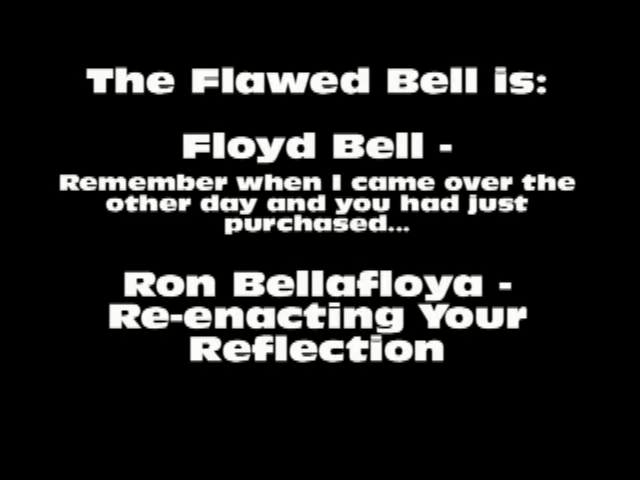 The Flawed Bell is:
Floyd Bell -
Remember when I came over the
other day and you had just
purchased...
Ron Bellafloya -
Re-enacting Your
Reflection